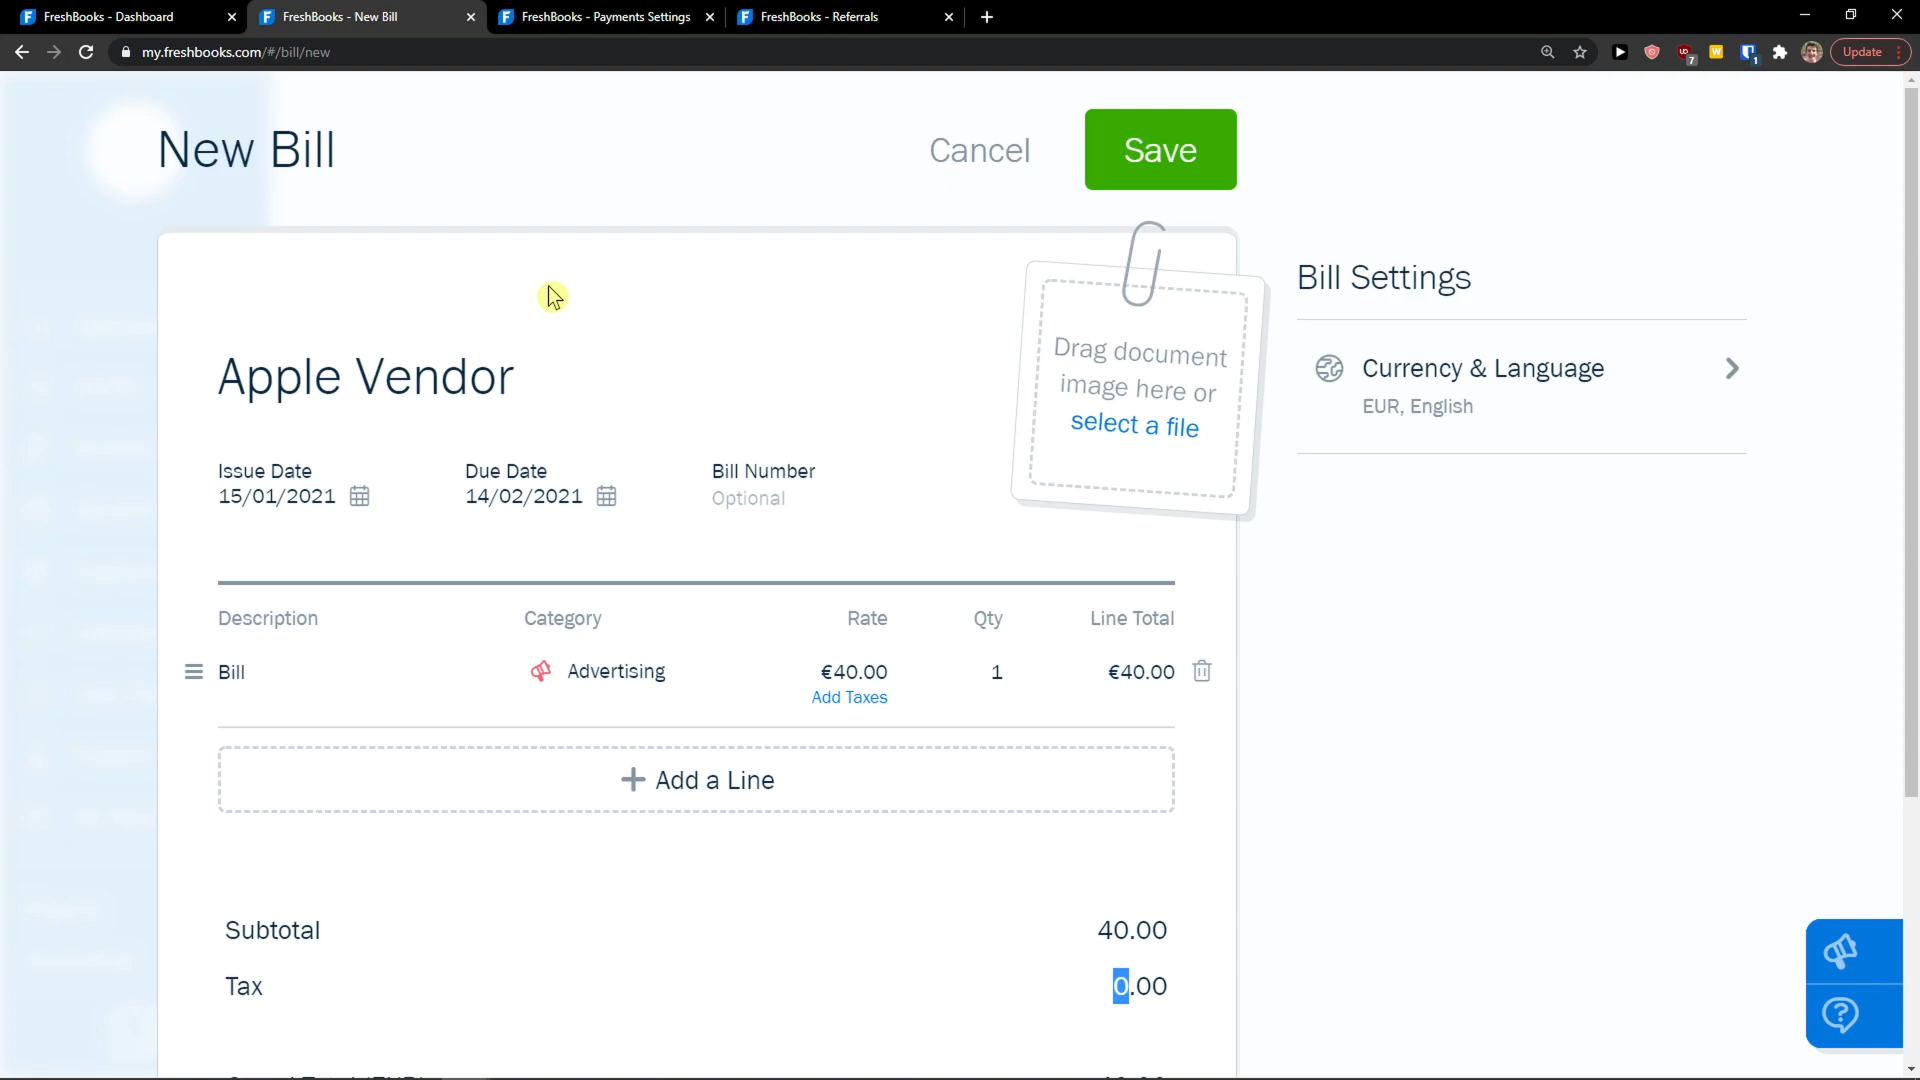 FreshBooks - Dashboard
FreshBooks - New Bill
FreshBooks - Payments Settings
FreshBooks - Referrals
my.freshbooks.com/#/bill/new
7
W
1
Update
New Bill
Cancel
Save
Drag document
image here or
select a file
Bill Settings
Currency & Language
EUR, English
Apple Vendor
Issue Date
15/01/2021
Due Date
14/02/2021
Bill Number
Optional
Description Category Rate Qty Line Total
Bill Advertising €40.00 1 €40.00
Add Taxes
+ Add a Line
Subtotal 40.00
Tax 0.00